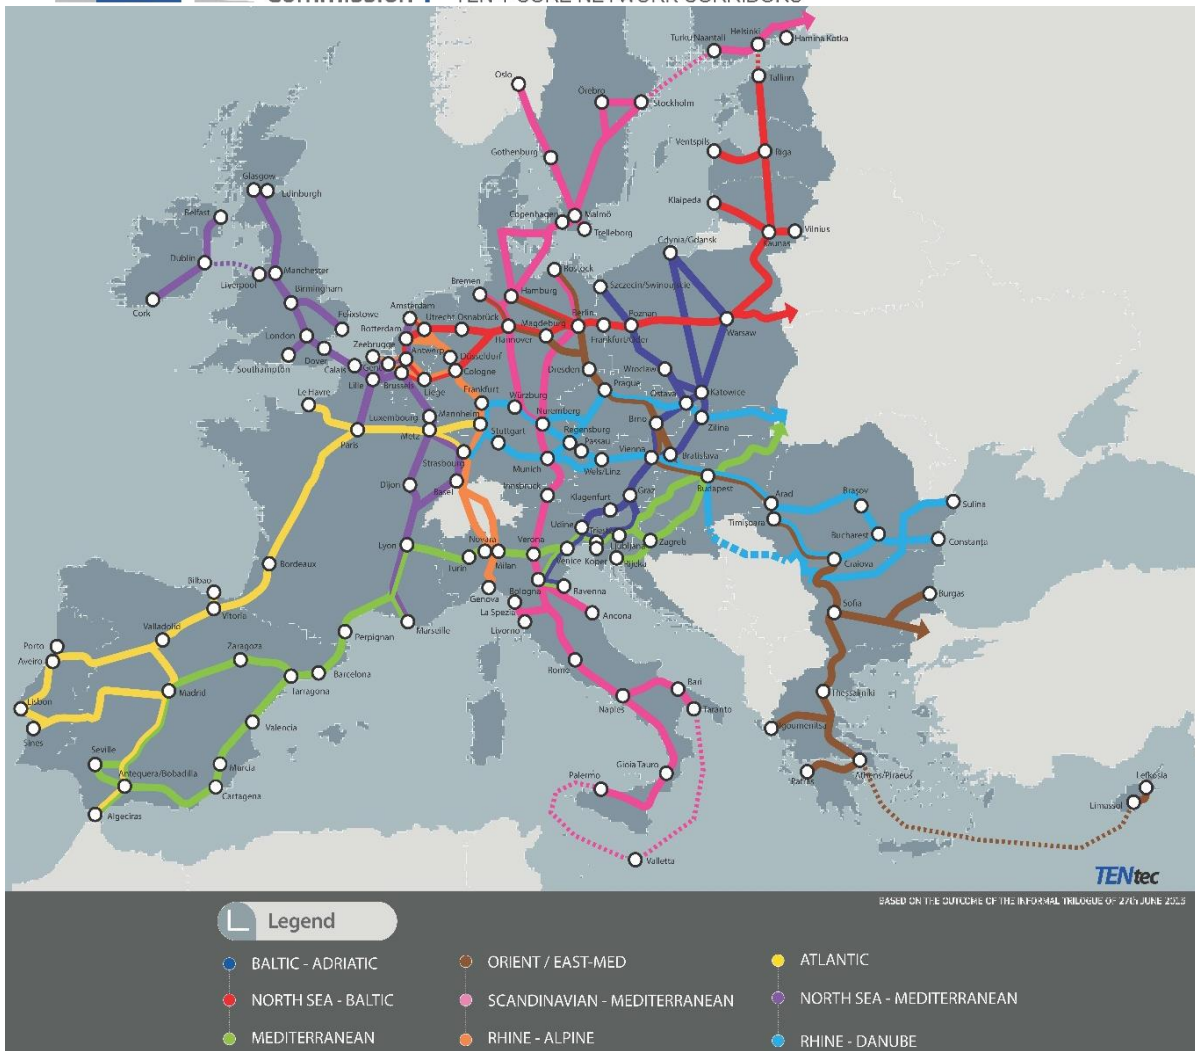 Commission TEN-T CORE NETWORK CORRIDORS
Helsinki
Turku/Naantali
Hamina Kotka
Tallinn
Oslo
Örebro
Stockholm
Gothenburg
Ventspils
Riga
Glasgow
Edinburgh
Klaipeda
Belfast
Copenhagen
Malmö
Trelleborg
Kaunas
Vilnius
Gdynia/Gdansk
Dublin
Liverpool
Manchester
Rostock
Birmingham
Bremen
Hamburg
Szczecin/Swinoujscie
Cork
Felixstowe
Amsterdam
Utrecht
Osnabrück
Magdeburg
Berlin
Poznan
London
Rotterdam
Hannover
Frankfurt/Oder
Warsaw
Southampton
Dover
Zeebrugge
Antwerp
Düsseldorf
Calais
Cologne
Dresden
Wroclaw
Lille
Brussels
Liège
Prague
Katowice
Le Havre
Frankfurt
Würzburg
Ostava
Luxembourg
Mannheim
Nuremberg
Brno
Zilina
Paris
Metz
Stuttgart
Regensburg
Passau
Strasbourg
Munich
Wels/Linz
Vienna
Bratislava
Dijon
Basel
Innsbruck
Klagenfurt
Graz
Budapest
Arad
Braşov
Sulina
Timişoara
Udine
Bucharest
Constanţa
Lyon
Novara
Verona
Ljubljana
Zagreb
Turin
Milan
Venice
Koper
Rijeka
Craiova
Bordeaux
Genova
Bologna
Ravenna
Bilbao
La Spezia
Ancona
Sofia
Burgas
Vitoria
Marseille
Livorno
Valladolid
Perpignan
Porto
Aveiro
Zaragoza
Rome
Madrid
Tarragona
Barcelona
Bari
Thessaloniki
Lisbon
Naples
Taranto
Sines
Valencia
Igoumenitsa
Seville
Murcia
Gioia Tauro
Athens/Piraeus
Antequera/Bobadilla
Palermo
Patras
Lefkosia
Cartagena
Limassol
Algeciras
Valletta
TENtec
BASED ON THE OUTCOME OF THE INFORMAL TRILOGUE OF 27th JUNE 2013
Legend
BALTIC - ADRIATIC
ORIENT / EAST-MED
ATLANTIC
NORTH SEA - BALTIC
SCANDINAVIAN - MEDITERRANEAN
NORTH SEA - MEDITERRANEAN
MEDITERRANEAN
RHINE - ALPINE
RHINE - DANUBE